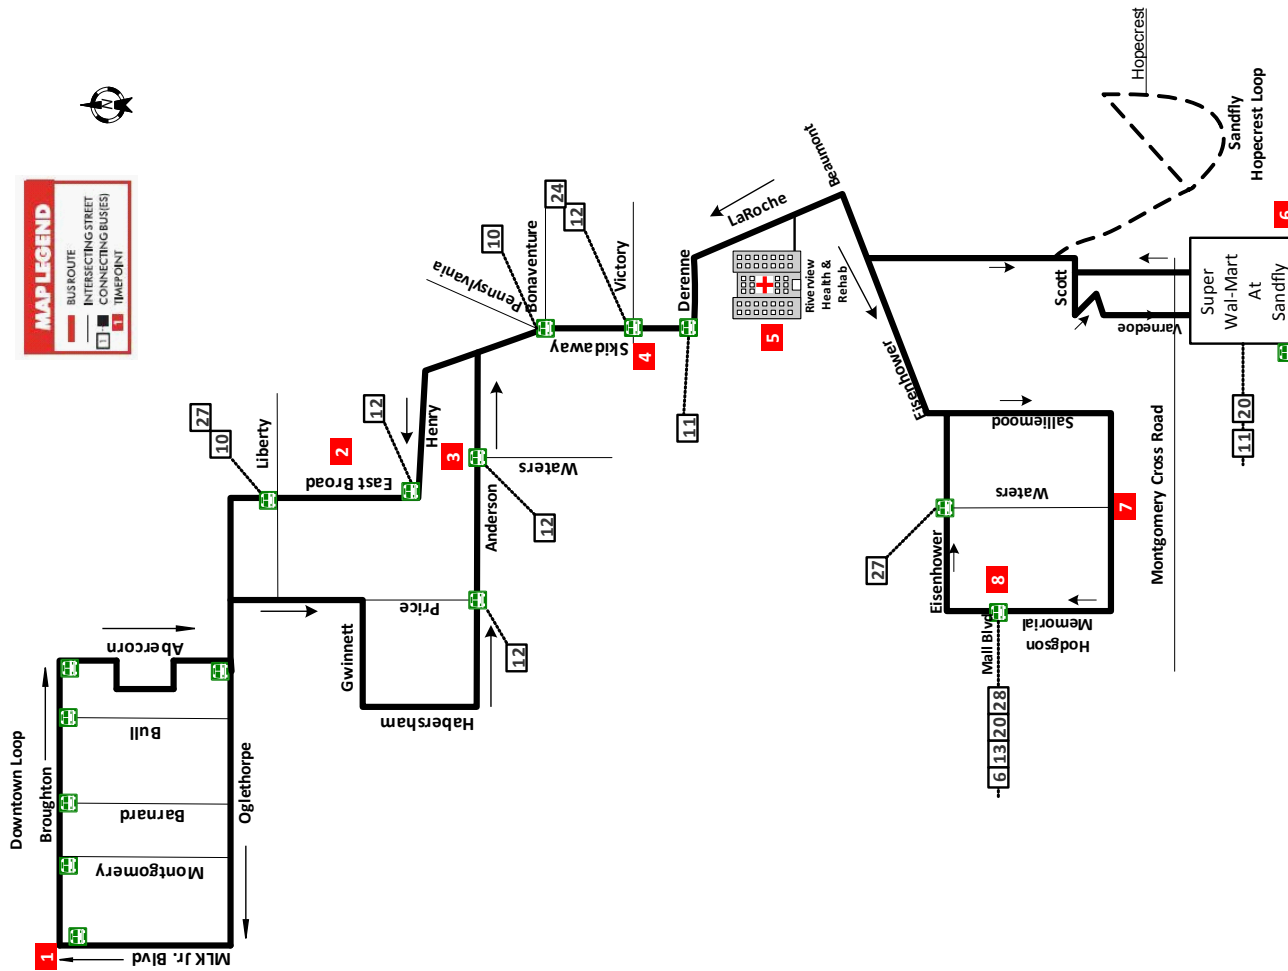 MAP LEGEND
BUS ROUTE
INTERSECTING STREET
CONNECTING BUS(ES)
TIMEPOINT
1
1
N
Downtown Loop
Broughton
Abercorn
Bull
Barnard
Montgomery
Oglethorpe
MLK Jr. Blvd
1
27
10
Liberty
2
East Broad
12
Henry
3
Waters
Anderson
12
Price
12
Gwinnett
Habersham
10
Pennsylvania
Bonaventure
24
12
Victory
Skidaway
4
Derenne
11
LaRoche
Beaumont
Riverview
Health &
Rehab
5
Eisenhower
Salliemood
Waters
7
Eisenhower
27
8
Mall Blvd
Hodgson
Memorial
6 13 20 28
Montgomery Cross Road
Scott
Varnedoe
Super
Wal-Mart
At
Sandfly
6
11 20
Hopecrest
Sandfly
Hopecrest Loop